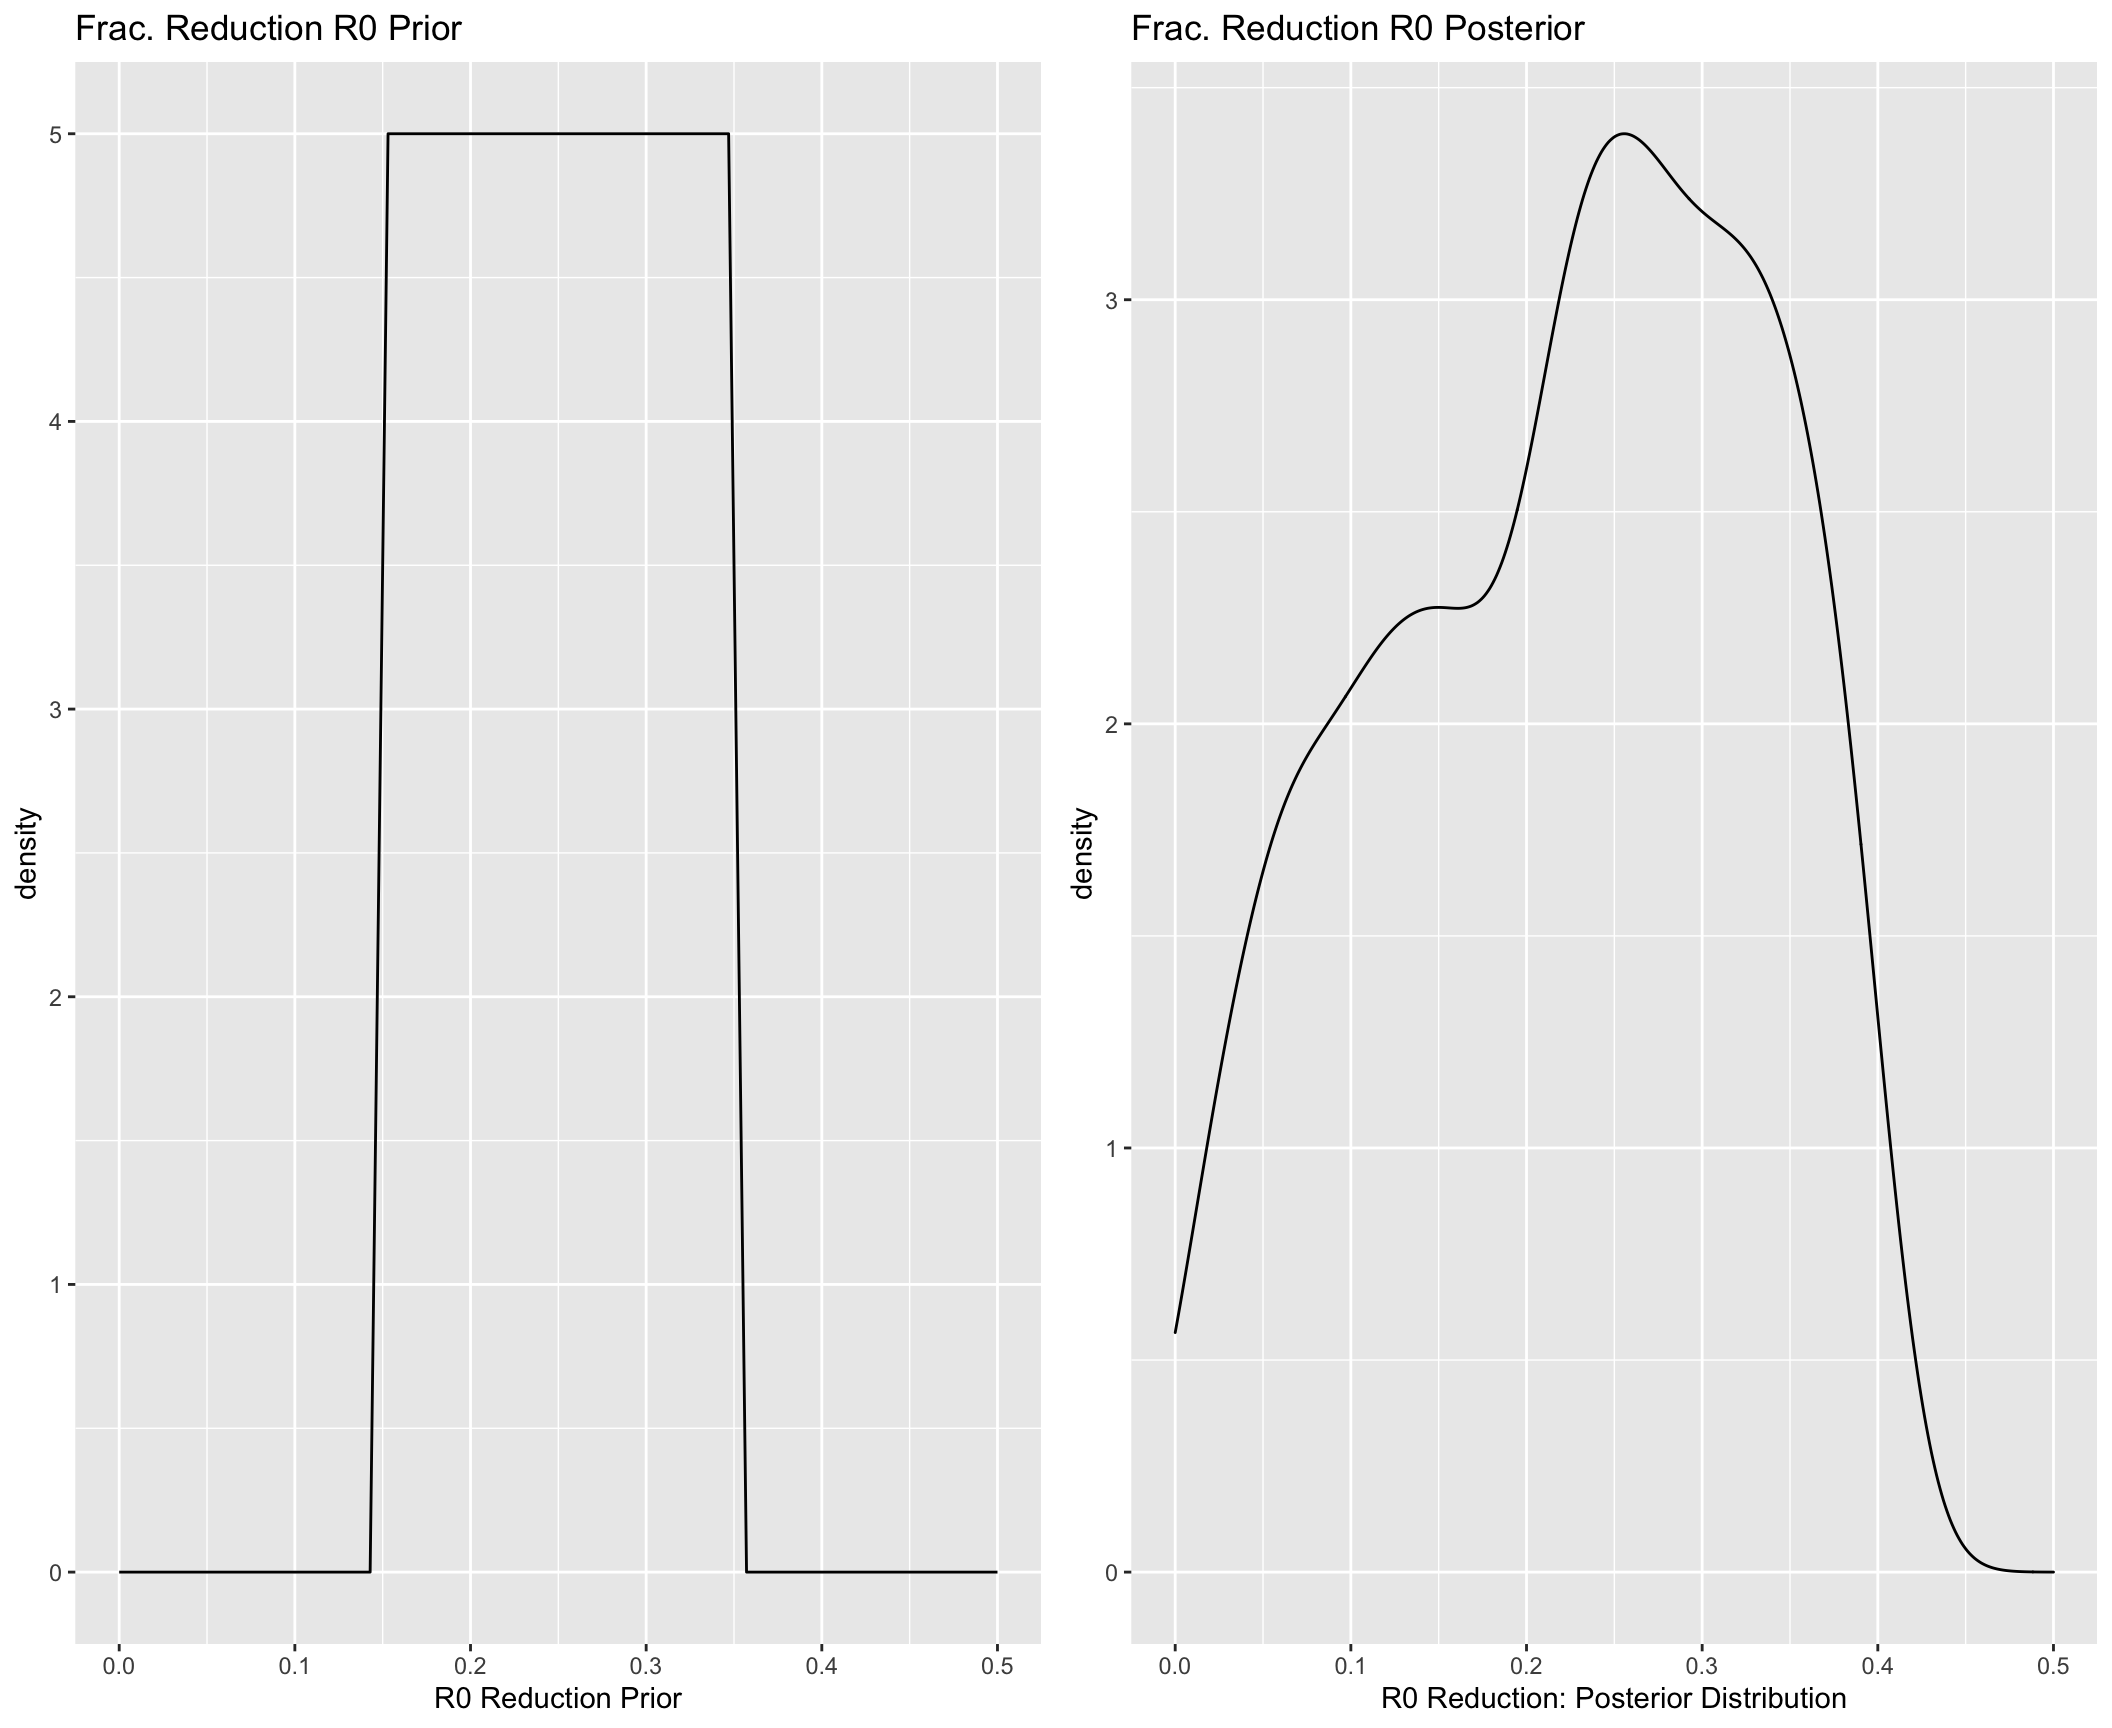 Frac. Reduction R0 Prior
5
4
3
2
1
0
density
0.0 0.1 0.2 0.3 0.4 0.5
R0 Reduction Prior
Frac. Reduction R0 Posterior
3
2
1
0
density
0.0 0.1 0.2 0.3 0.4 0.5
R0 Reduction: Posterior Distribution